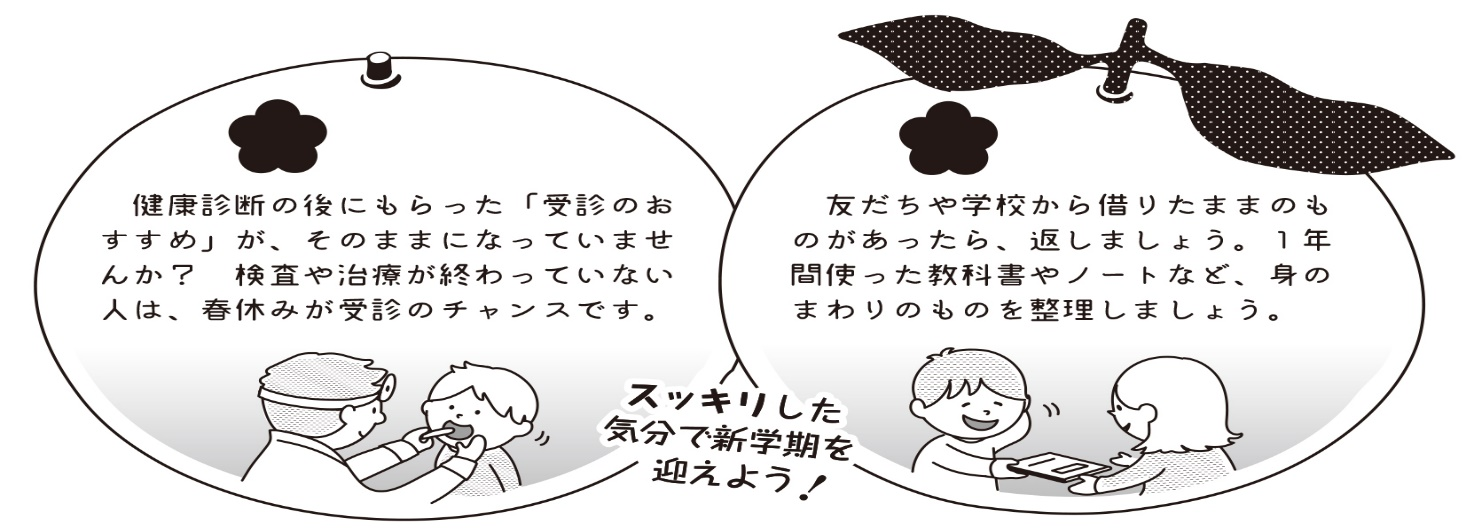 健康診断の後にもらった「受診のお
すすめ」が、そのままになっていませ
んか？　検査や治療が終わっていない
人は、春休みが受診のチャンスです。
友だちや学校から借りたままのも
のがあったら、返しましょう。１年
間使った教科書やノートなど、身の
まわりのものを整理しましょう。
スッキリした
気分で新学期を
迎えよう！